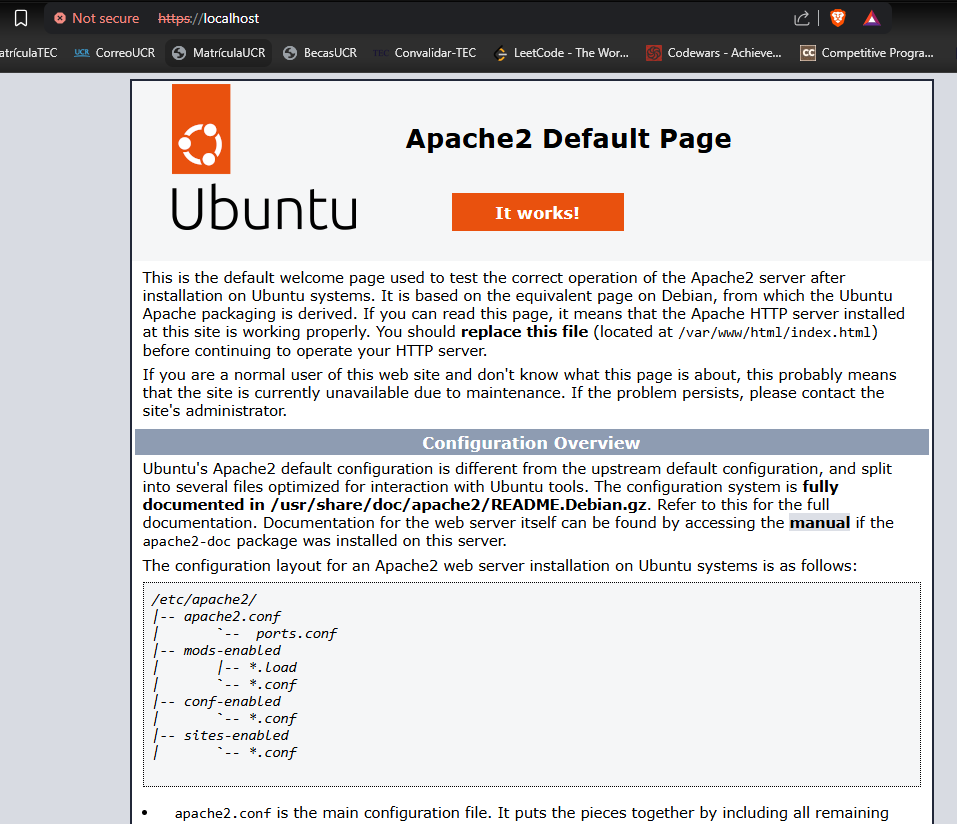 Not secure https://localhost
atrículaTEC UCR CorreoUCR MatrículaUCR BecasUCR TEC Convalidar-TEC LeetCode - The Wor... Codewars - Achieve... CC Competitive Progra...
Apache2 Default Page
Ubuntu
It works!
This is the default welcome page used to test the correct operation of the Apache2 server after
installation on Ubuntu systems. It is based on the equivalent page on Debian, from which the Ubuntu
Apache packaging is derived. If you can read this page, it means that the Apache HTTP server installed
at this site is working properly. You should replace this file (located at /var/www/html/index.html)
before continuing to operate your HTTP server.
If you are a normal user of this web site and don't know what this page is about, this probably means
that the site is currently unavailable due to maintenance. If the problem persists, please contact the
site's administrator.
Configuration Overview
Ubuntu's Apache2 default configuration is different from the upstream default configuration, and split
into several files optimized for interaction with Ubuntu tools. The configuration system is fully
documented in /usr/share/doc/apache2/README.Debian.gz. Refer to this for the full
documentation. Documentation for the web server itself can be found by accessing the manual if the
apache2-doc package was installed on this server.
The configuration layout for an Apache2 web server installation on Ubuntu systems is as follows:
/etc/apache2/
|-- apache2.conf
|       `--  ports.conf
|-- mods-enabled
|       |-- *.load
|       `-- *.conf
|-- conf-enabled
|       `-- *.conf
|-- sites-enabled
|       `-- *.conf
• apache2.conf is the main configuration file. It puts the pieces together by including all remaining